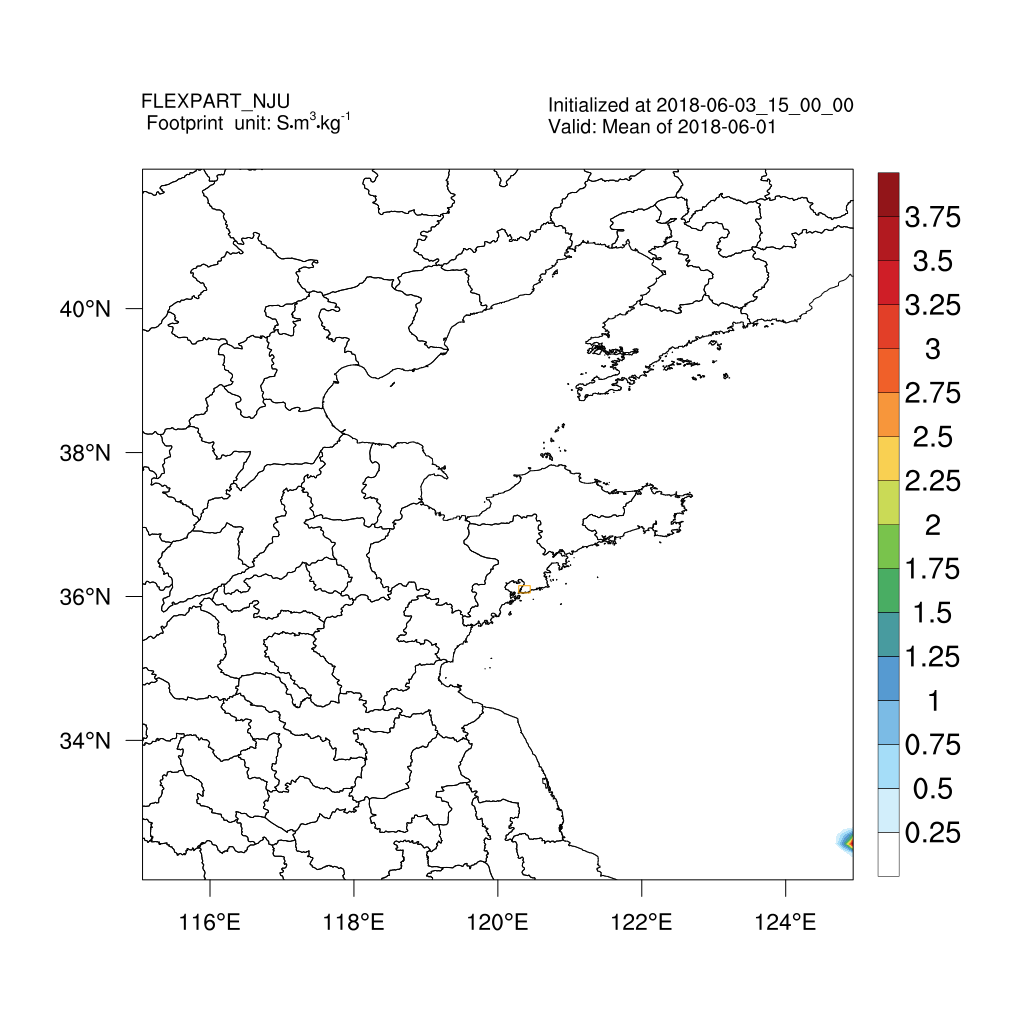 FLEXPART_NJU
Footprint unit: S•m³•kg⁻¹
Initialized at 2018-06-03_15_00_00
Valid: Mean of 2018-06-01
40°N
38°N
36°N
34°N
116°E
118°E
120°E
122°E
124°E
3.75
3.5
3.25
3
2.75
2.5
2.25
2
1.75
1.5
1.25
1
0.75
0.5
0.25